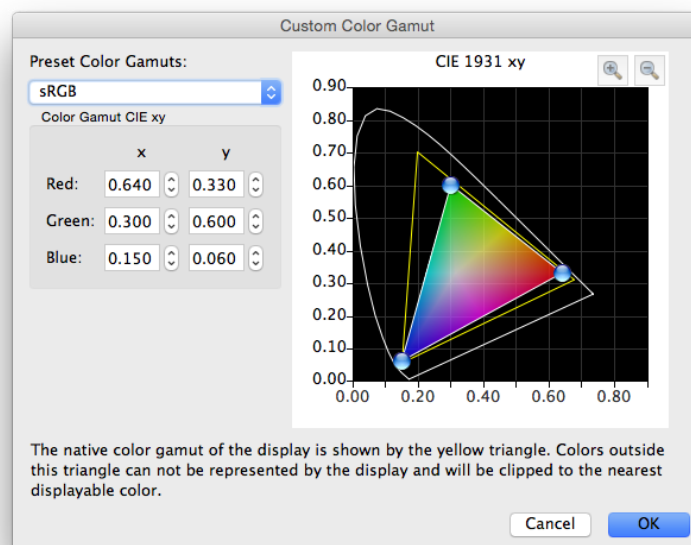 Custom Color Gamut
Preset Color Gamuts:
sRGB
Color Gamut CIE xy
x y
Red: 0.640 0.330
Green: 0.300 0.600
Blue: 0.150 0.060
CIE 1931 xy
0.90
0.80
0.70
0.60
0.50
0.40
0.30
0.20
0.10
0.00
0.00 0.20 0.40 0.60 0.80
The native color gamut of the display is shown by the yellow triangle. Colors outside
this triangle can not be represented by the display and will be clipped to the nearest
displayable color.
Cancel OK